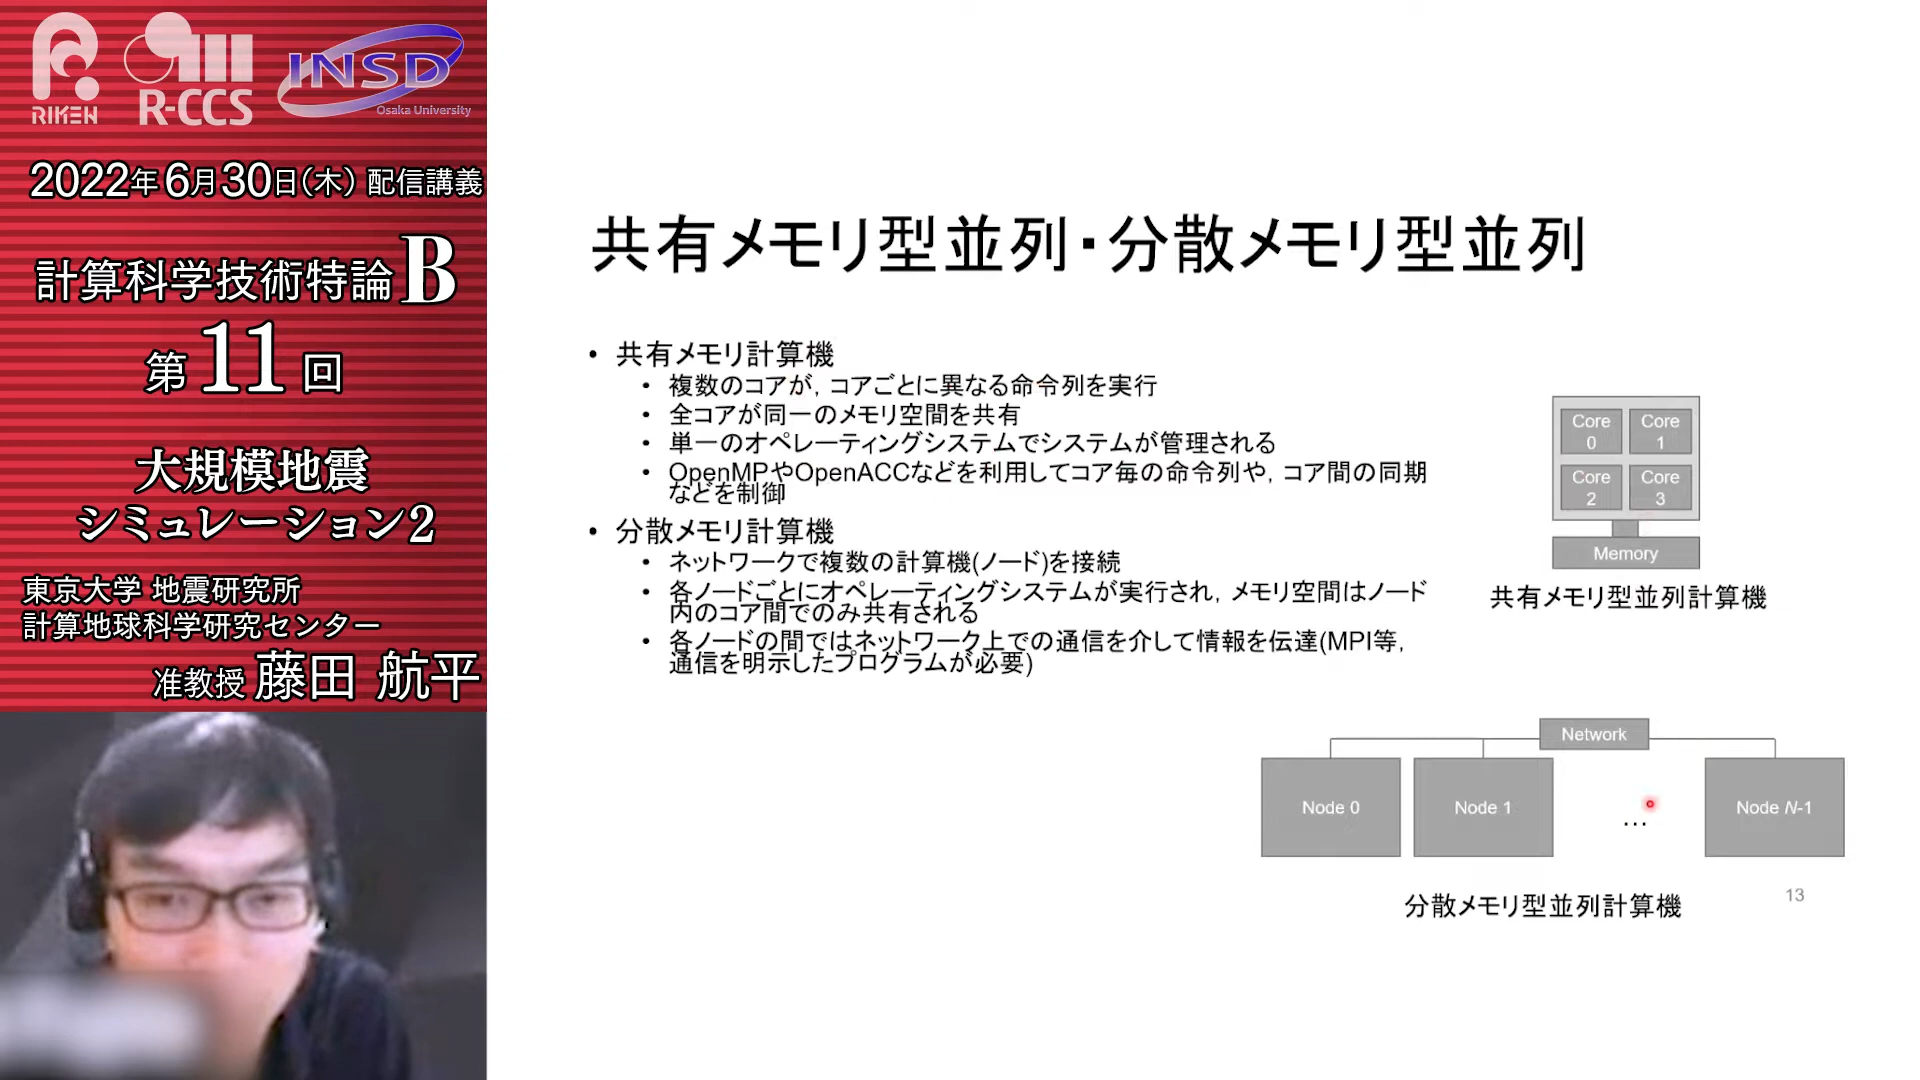 RIKEN
R-CCS
INSD
Osaka University
2022年6月30日(木) 配信講義
計算科学技術特論B
第11回
大規模地震
シミュレーション2
東京大学 地震研究所
計算地球科学研究センター
准教授 藤田 航平
共有メモリ型並列・分散メモリ型並列
• 共有メモリ計算機
• 複数のコアが, コアごとに異なる命令列を実行
• 全コアが同一のメモリ空間を共有
• 単一のオペレーティングシステムでシステムが管理される
• OpenMPやOpenACCなどを利用してコア毎の命令列や, コア間の同期
などを制御
• 分散メモリ計算機
• ネットワークで複数の計算機(ノード)を接続
• 各ノードごとにオペレーティングシステムが実行され, メモリ空間はノード
内のコア間でのみ共有される
• 各ノードの間ではネットワーク上での通信を介して情報を伝達(MPI等,
通信を明示したプログラムが必要)
Core 0
Core 1
Core 2
Core 3
Memory
共有メモリ型並列計算機
Network
Node 0
Node 1
…
Node N-1
分散メモリ型並列計算機
13